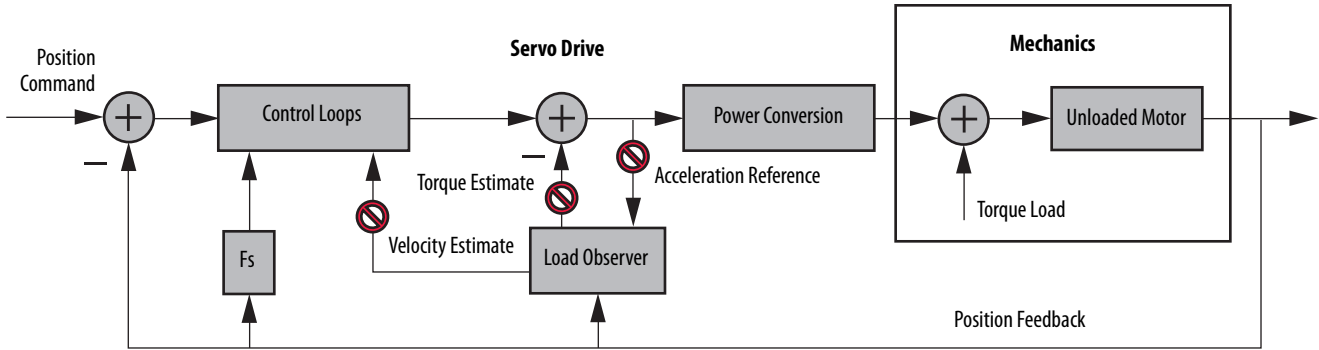 Servo Drive
Mechanics
Position
Command
Control Loops
Power Conversion
Unloaded Motor
Torque Estimate
Acceleration Reference
Torque Load
Velocity Estimate
Fs
Load Observer
Position Feedback